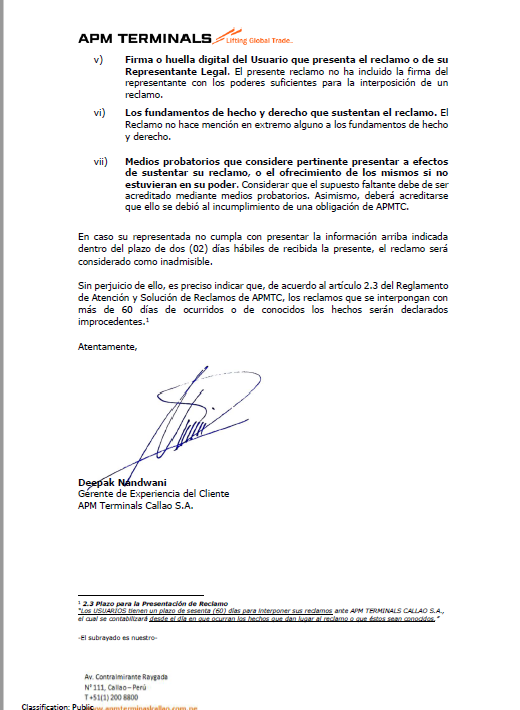 APM TERMINALS
Lifting Global Trade.
v) Firma o huella digital del Usuario que presenta el reclamo o de su
Representante Legal. El presente reclamo no ha incluido la firma del
representante con los poderes suficientes para la interposición de un
reclamo.
vi) Los fundamentos de hecho y derecho que sustentan el reclamo. El
Reclamo no hace mención en extremo alguno a los fundamentos de hecho
y derecho.
vii) Medios probatorios que considere pertinente presentar a efectos
de sustentar su reclamo, o el ofrecimiento de los mismos si no
estuvieran en su poder. Considerar que el supuesto faltante debe de ser
acreditado mediante medios probatorios. Asimismo, deberá acreditarse
que ello se debió al incumplimiento de una obligación de APMTC.
En caso su representada no cumpla con presentar la información arriba indicada
dentro del plazo de dos (02) días hábiles de recibida la presente, el reclamo será
considerado como inadmisible.
Sin perjuicio de ello, es preciso indicar que, de acuerdo al artículo 2.3 del Reglamento
de Atención y Solución de Reclamos de APMTC, los reclamos que se interpongan con
más de 60 días de ocurridos o de conocidos los hechos serán declarados
improcedentes.¹
Atentamente,
Deepak Nandwani
Gerente de Experiencia del Cliente
APM Terminals Callao S.A.
¹ 2.3 Plazo para la Presentación de Reclamo
"Los USUARIOS tienen un plazo de sesenta (60) días para interponer sus reclamos ante APM TERMINALS CALLAO S.A.,
el cual se contabilizará desde el día en que ocurran los hechos que dan lugar al reclamo o que éstos sean conocidos."
-El subrayado es nuestro-
Av. Contralmirante Raygada
N° 111, Callao – Perú
T +51(1) 200 8800
Classification: Public
www.apmterminalscallao.com.pe